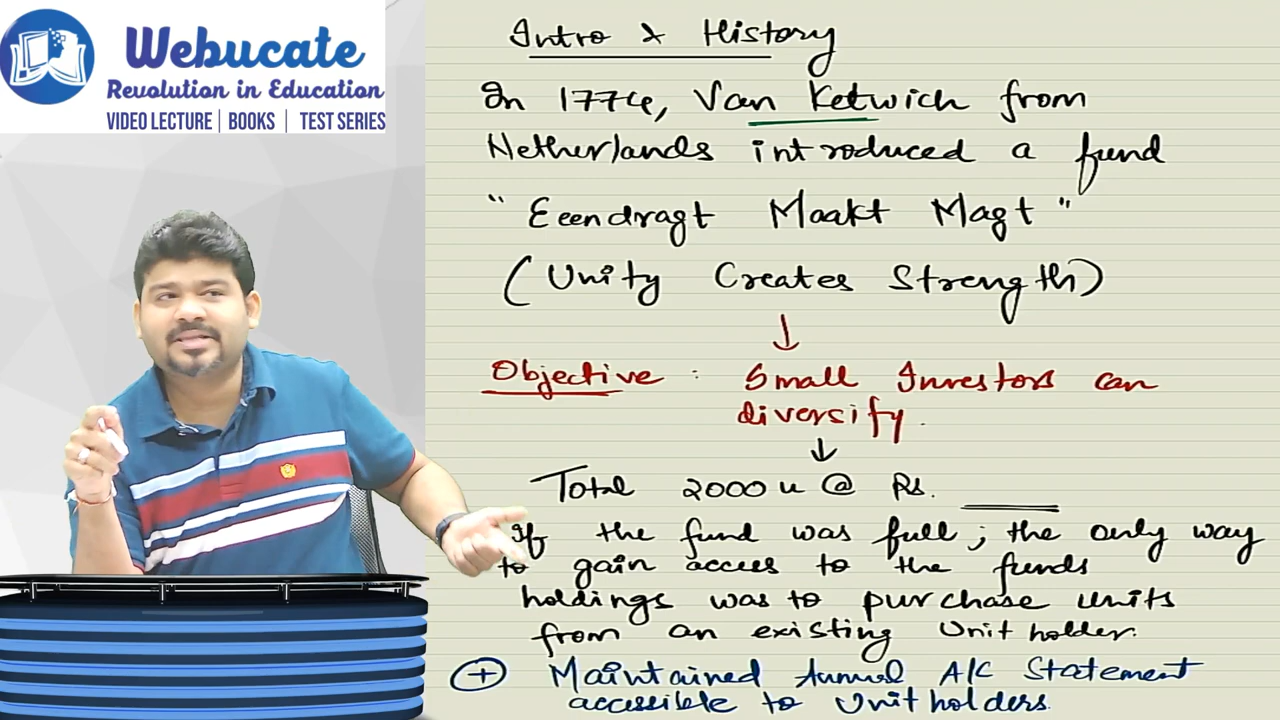 Webucate
Revolution in Education
VIDEO LECTURE | BOOKS | TEST SERIES
Intro & History
In 1774, Van Ketwich from
Netherlands introduced a fund
"Eeendragt Maakt Magt"
(Unity Creates Strength)
↓
Objective : Small Investors can
diversify.
↓
Total 2000 u @ Rs. ____
If the fund was full; the only way
to gain access to the funds
holdings was to purchase units
from an existing Unit holder.
+ Maintained Annual A/C Statement
accessible to Unit holders.